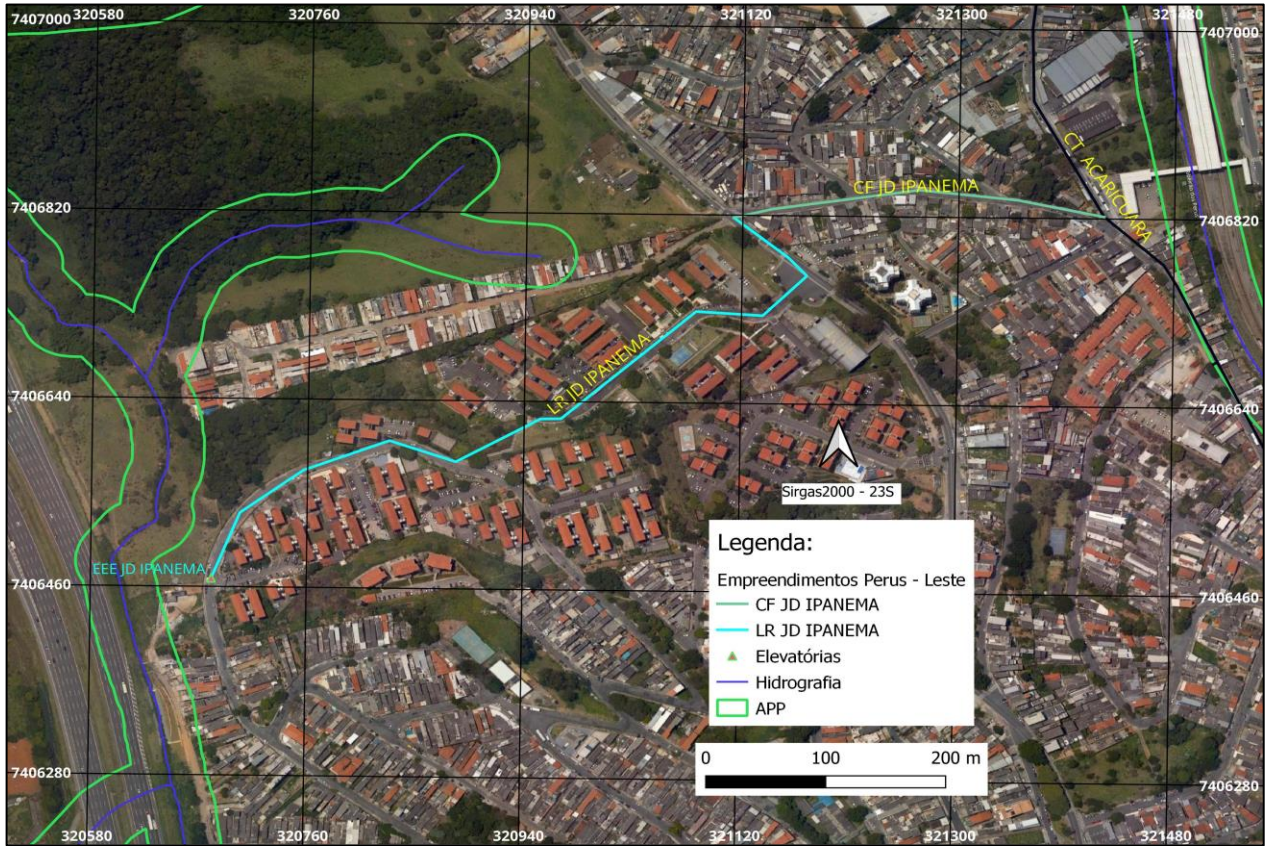 320580 320760 320940 321120 321300 321480
7407000
7407000
CT ACARICUARA
CF JD IPANEMA
7406820
7406820
LR JD IPANEMA
7406640
7406640
Sirgas2000 - 23S
EEE JD IPANEMA
7406460
7406460
Legenda:
Empreendimentos Perus - Leste
CF JD IPANEMA
LR JD IPANEMA
Elevatórias
Hidrografia
APP
0 100 200 m
7406280
7406280
320580 320760 320940 321120 321300 321480